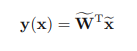 y(x) = W̃ᵀx̃